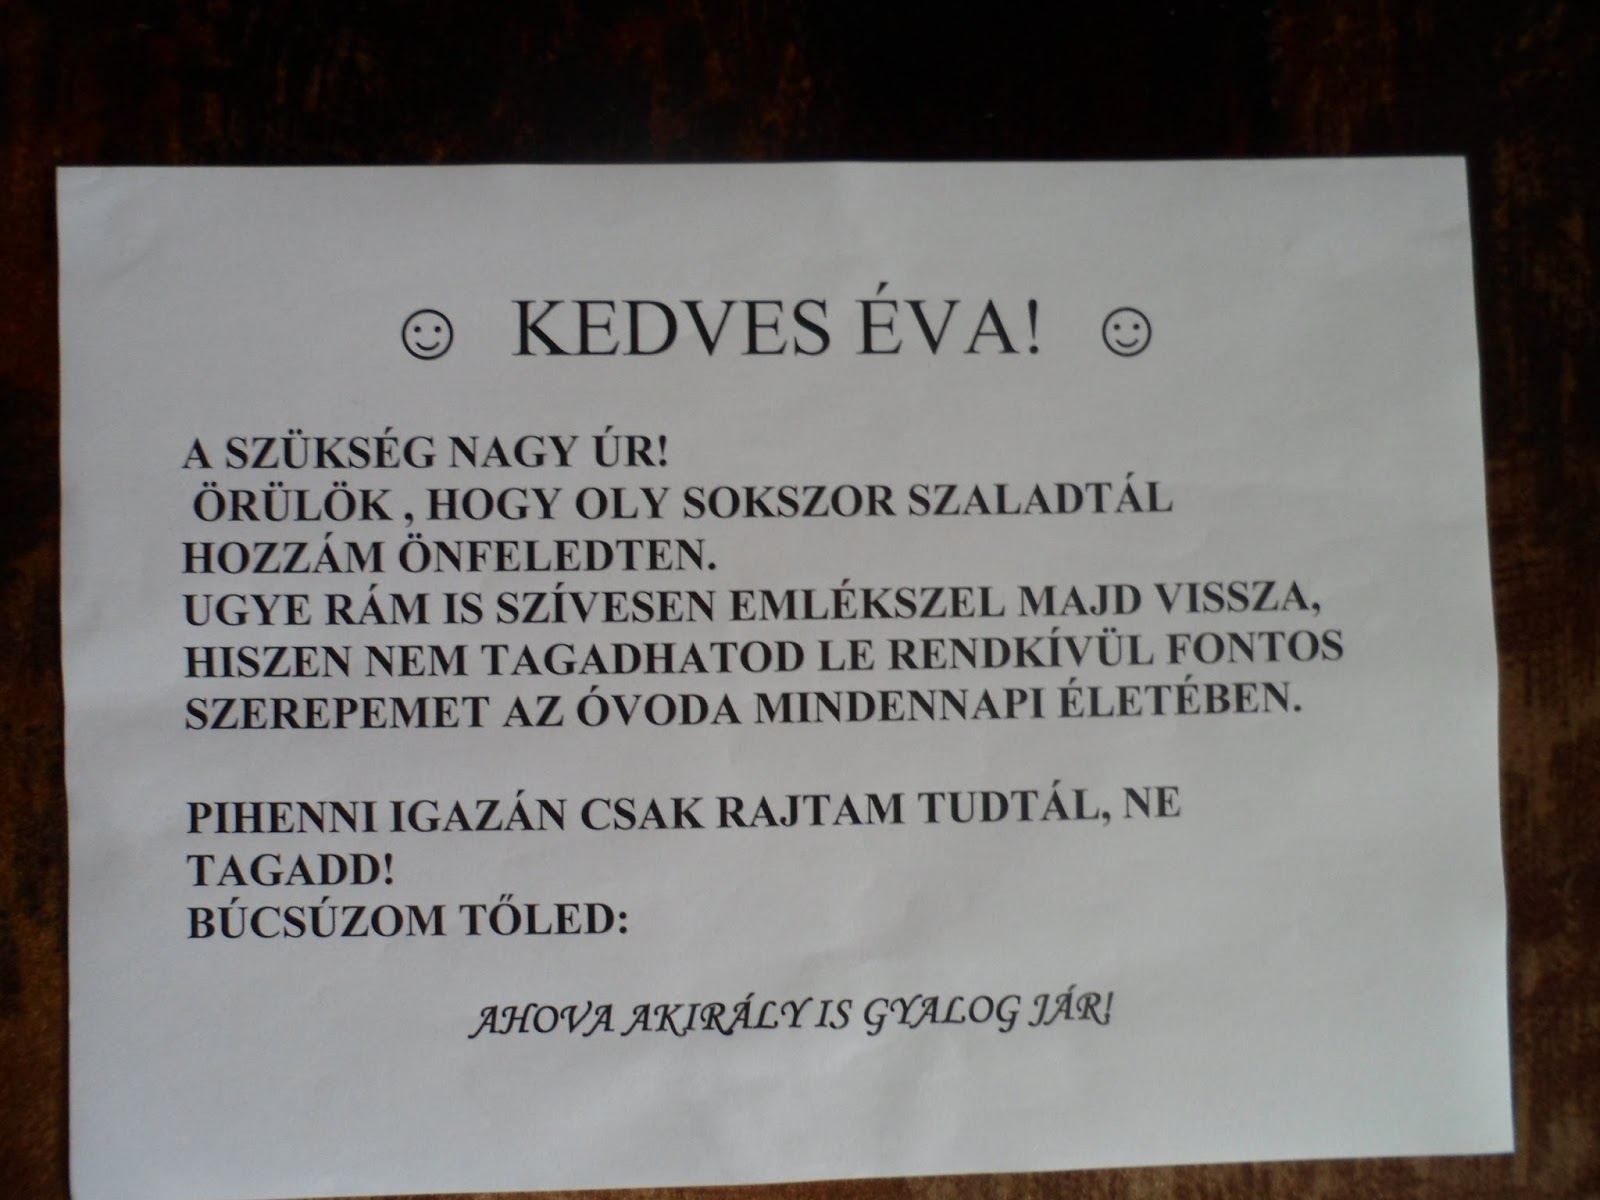 ☺ KEDVES ÉVA! ☺
A SZÜKSÉG NAGY ÚR!
ÖRÜLÖK , HOGY OLY SOKSZOR SZALADTÁL
HOZZÁM ÖNFELEDTEN.
UGYE RÁM IS SZÍVESEN EMLÉKSZEL MAJD VISSZA,
HISZEN NEM TAGADHATOD LE RENDKÍVÜL FONTOS
SZEREPEMET AZ ÓVODA MINDENNAPI ÉLETÉBEN.
PIHENNI IGAZÁN CSAK RAJTAM TUDTÁL, NE
TAGADD!
BÚCSÚZOM TŐLED:
AHOVA AKIRÁLY IS GYALOG JÁR!